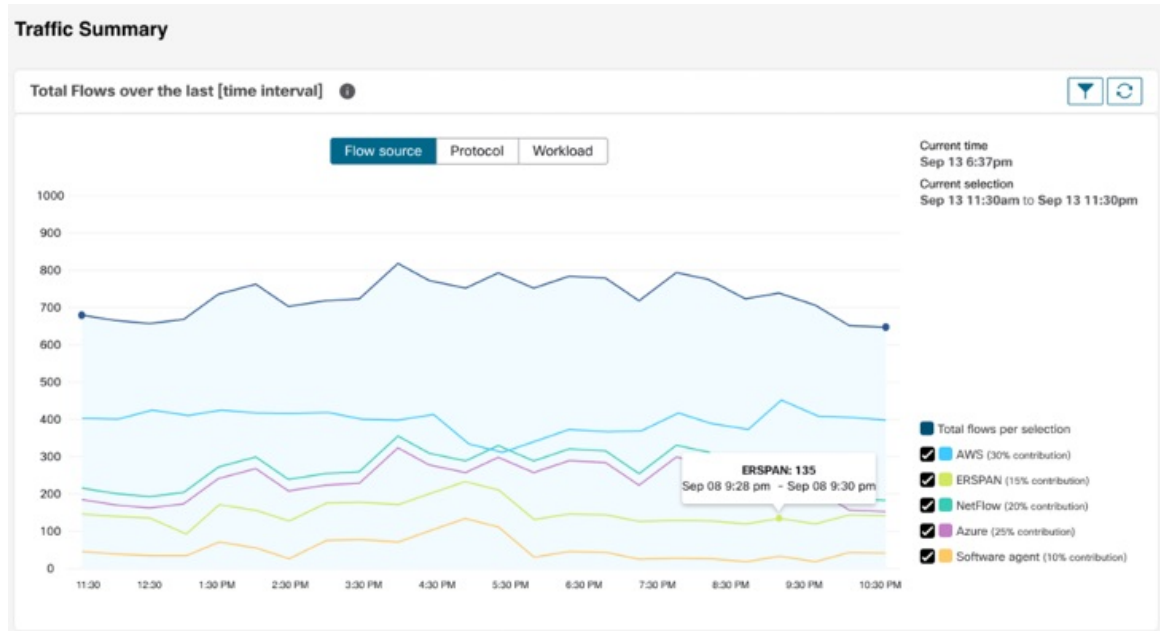 Traffic Summary
Total Flows over the last [time interval]
Flow source Protocol Workload
Current time
Sep 13 6:37pm
Current selection
Sep 13 11:30am to Sep 13 11:30pm
1000
900
800
700
600
500
400
300
200
100
0
ERSPAN: 135
Sep 08 9:28 pm - Sep 08 9:30 pm
Total flows per selection
AWS (30% contribution)
ERSPAN (15% contribution)
NetFlow (20% contribution)
Azure (25% contribution)
Software agent (10% contribution)
11:30 12:30 1:30 PM 2:30 PM 3:30 PM 4:30 PM 5:30 PM 6:30 PM 7:30 PM 8:30 PM 9:30 PM 10:30 PM